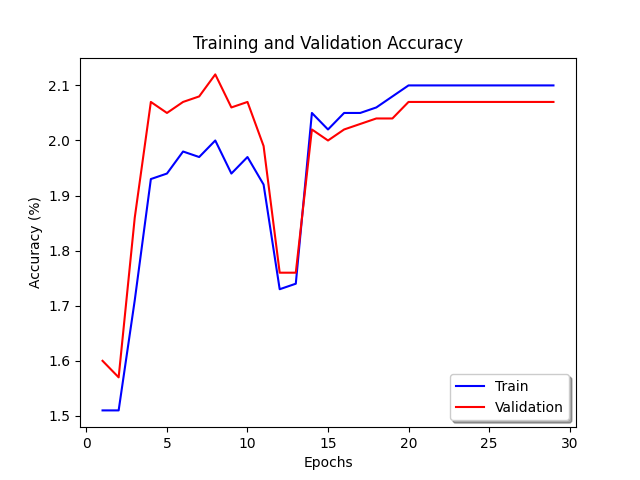 Training and Validation Accuracy
2.1
2.0
1.9
1.8
1.7
1.6
1.5
Accuracy (%)
Train
Validation
0 5 10 15 20 25 30
Epochs